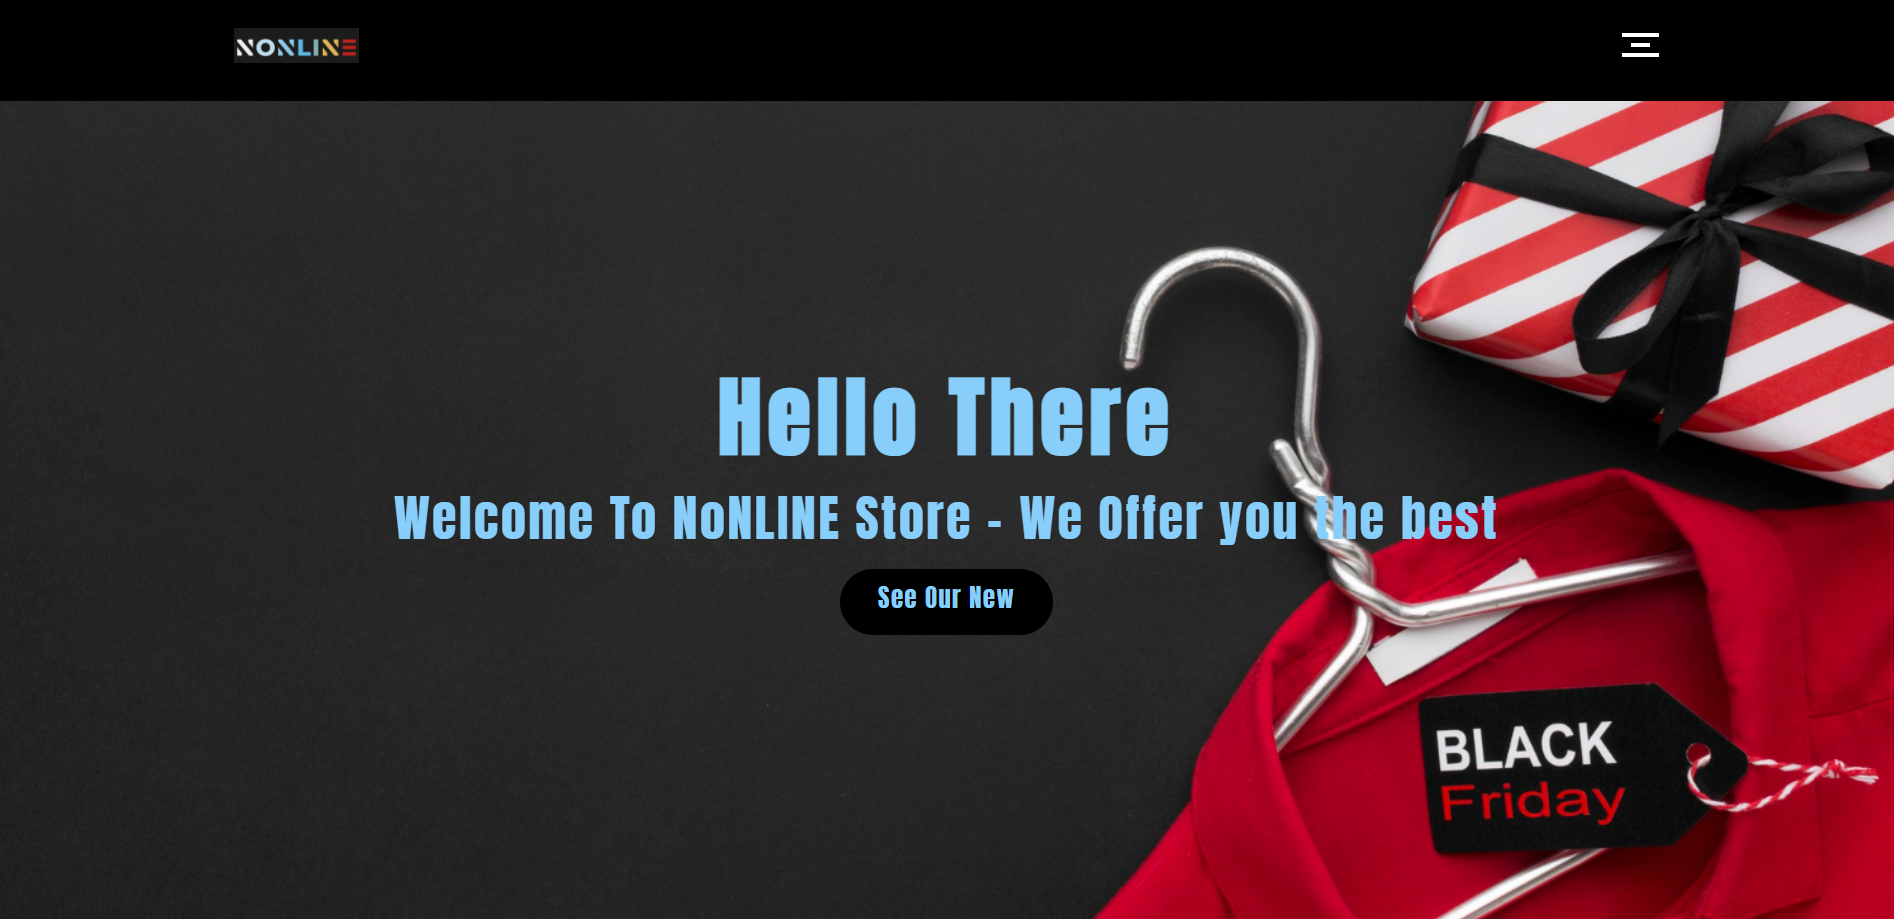 NONLINE
Hello There
Welcome To NoNLINE Store - We Offer you the best
See Our New
BLACK
Friday